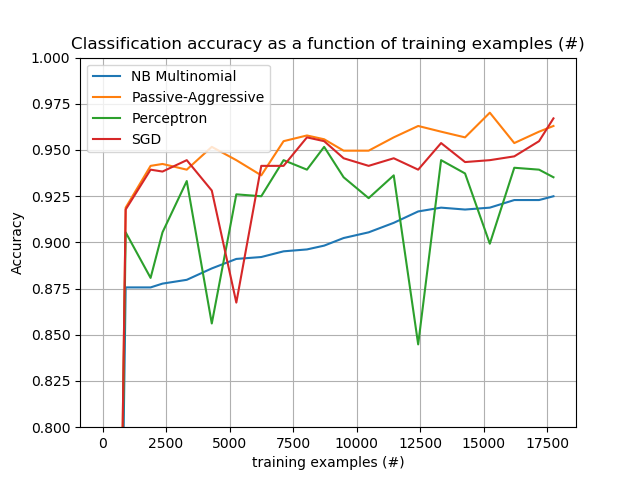 Classification accuracy as a function of training examples (#)
NB Multinomial
Passive-Aggressive
Perceptron
SGD
Accuracy
1.000
0.975
0.950
0.925
0.900
0.875
0.850
0.825
0.800
0 2500 5000 7500 10000 12500 15000 17500
training examples (#)